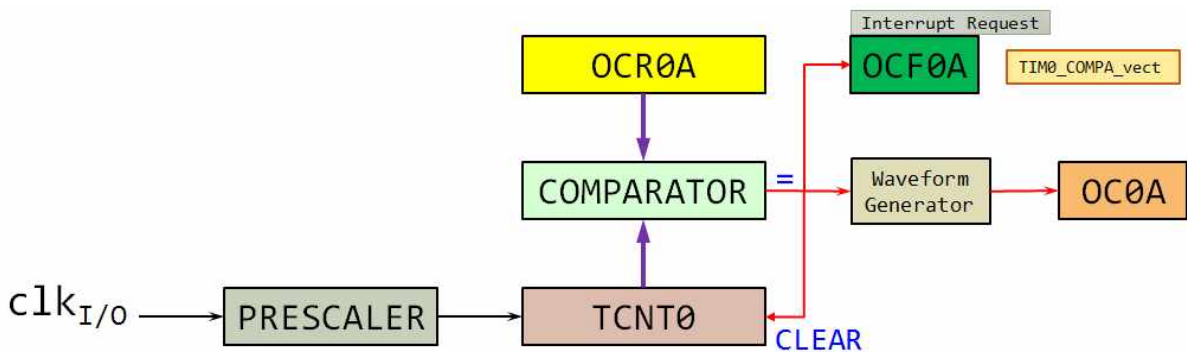 Interrupt Request
OCR0A
OCF0A
TIM0_COMPA_vect
COMPARATOR
=
Waveform
Generator
OC0A
clkI/O
PRESCALER
TCNT0
CLEAR